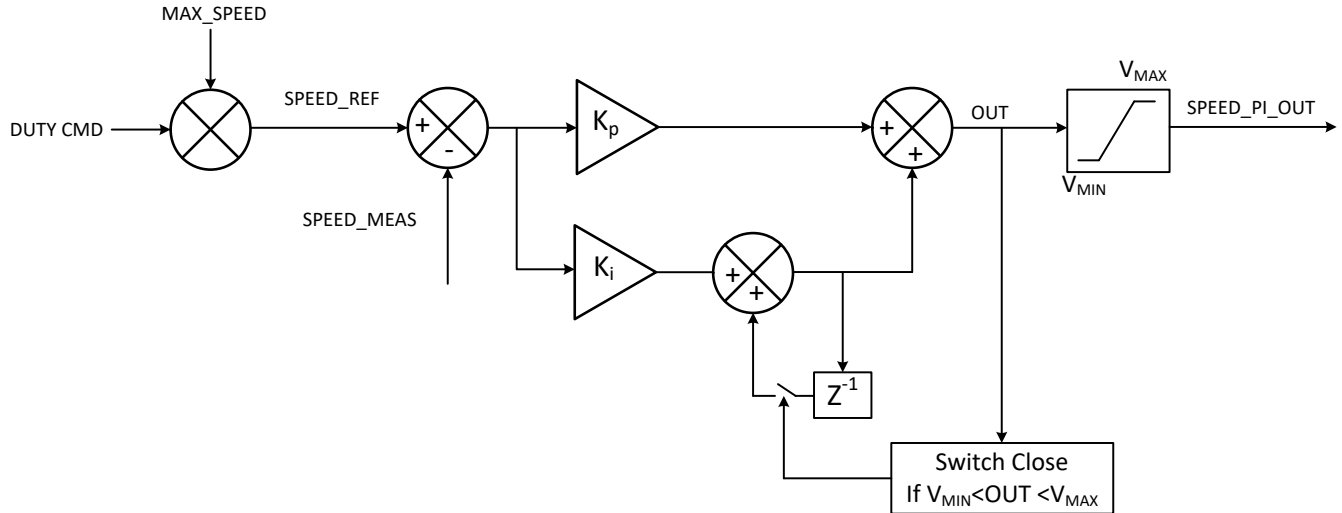 MAX_SPEED
DUTY CMD
SPEED_REF
+
-
SPEED_MEAS
Kp
Ki
+
+
+
+
OUT
VMAX
VMIN
SPEED_PI_OUT
Z-1
Switch Close
If VMIN<OUT <VMAX